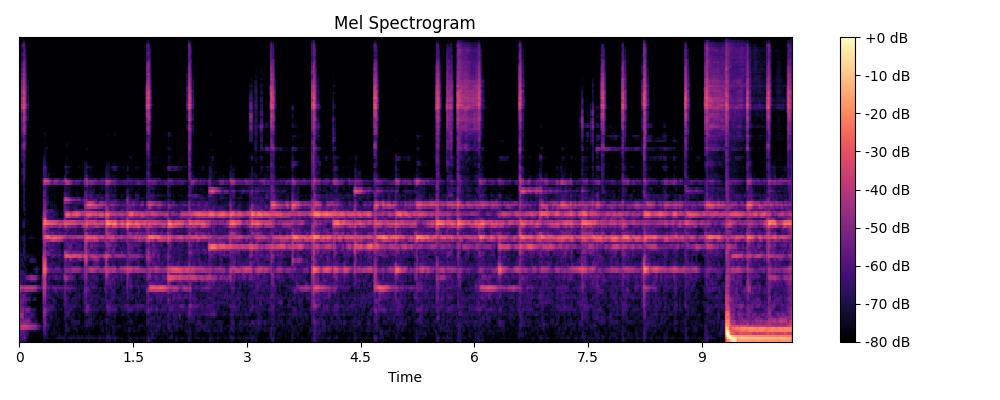 Mel Spectrogram
+0 dB
-10 dB
-20 dB
-30 dB
-40 dB
-50 dB
-60 dB
-70 dB
-80 dB
0 1.5 3 4.5 6 7.5 9
Time